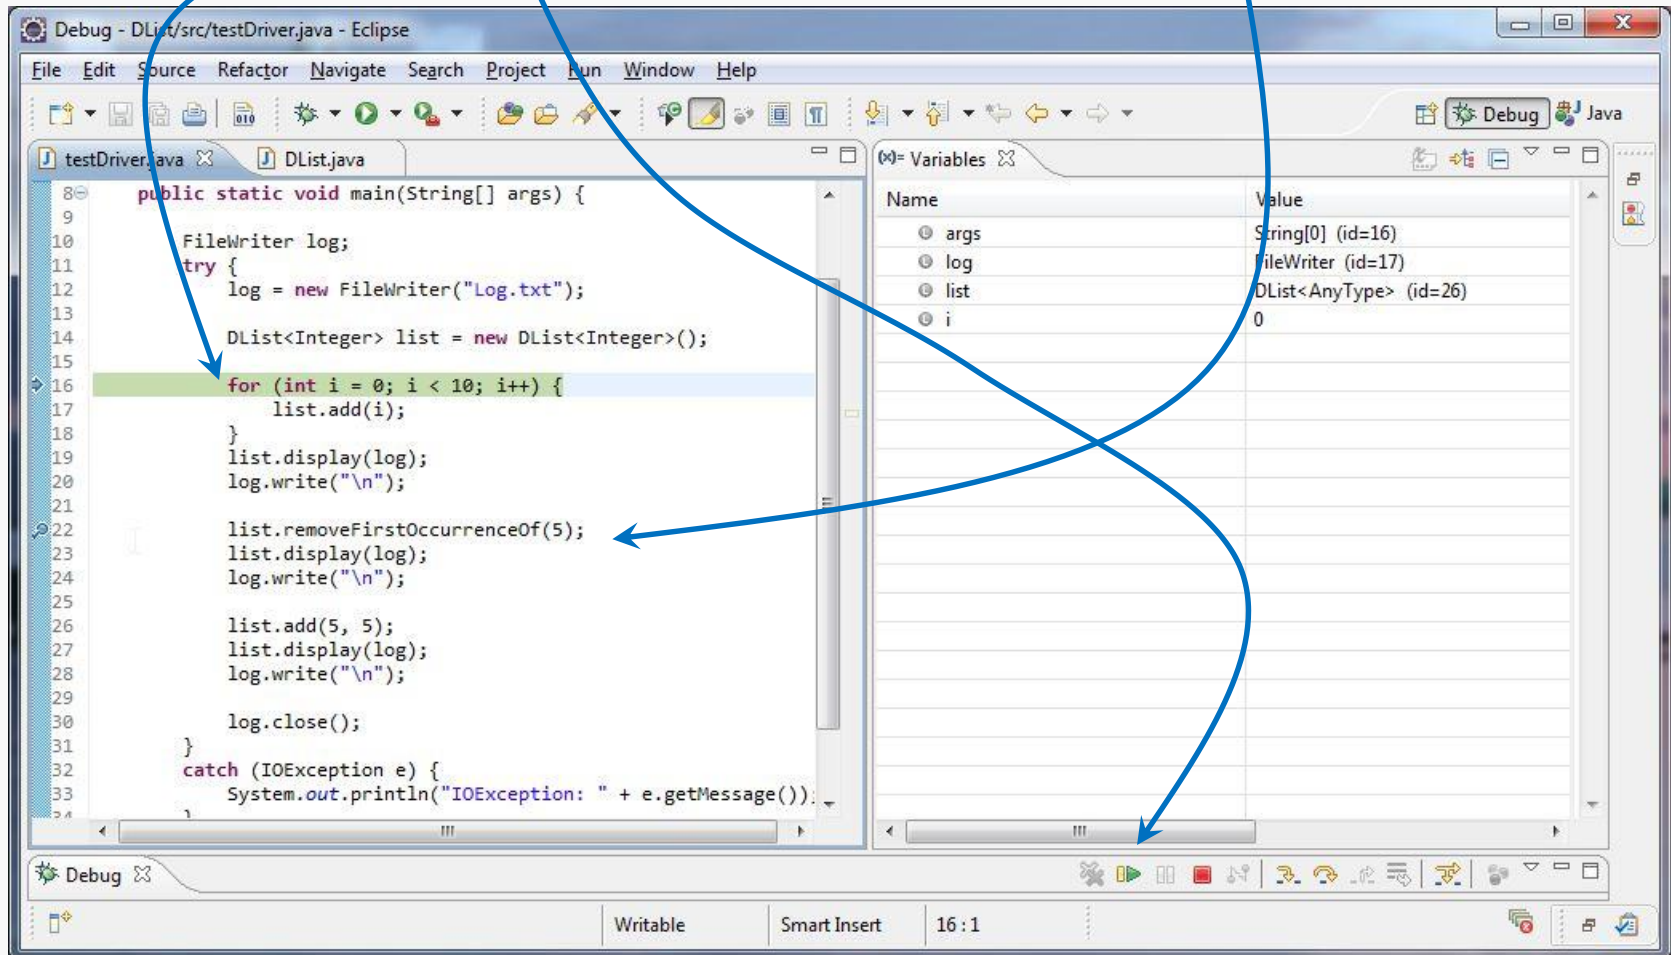 Debug - DList/src/testDriver.java - Eclipse
File Edit Source Refactor Navigate Search Project Run Window Help
010 Debug Java
testDriver.java DList.java
(x)= Variables
8 public static void main(String[] args) {
9
10 FileWriter log;
11 try {
12 log = new FileWriter("Log.txt");
13
14 DList<Integer> list = new DList<Integer>();
15
16 for (int i = 0; i < 10; i++) {
17 list.add(i);
18 }
19 list.display(log);
20 log.write("\n");
21
22 list.removeFirstOccurrenceOf(5);
23 list.display(log);
24 log.write("\n");
25
26 list.add(5, 5);
27 list.display(log);
28 log.write("\n");
29
30 log.close();
31 }
32 catch (IOException e) {
33 System.out.println("IOException: " + e.getMessage());
34 }
Name Value
args String[0] (id=16)
log FileWriter (id=17)
list DList<AnyType> (id=26)
i 0
Debug
Writable Smart Insert 16 : 1